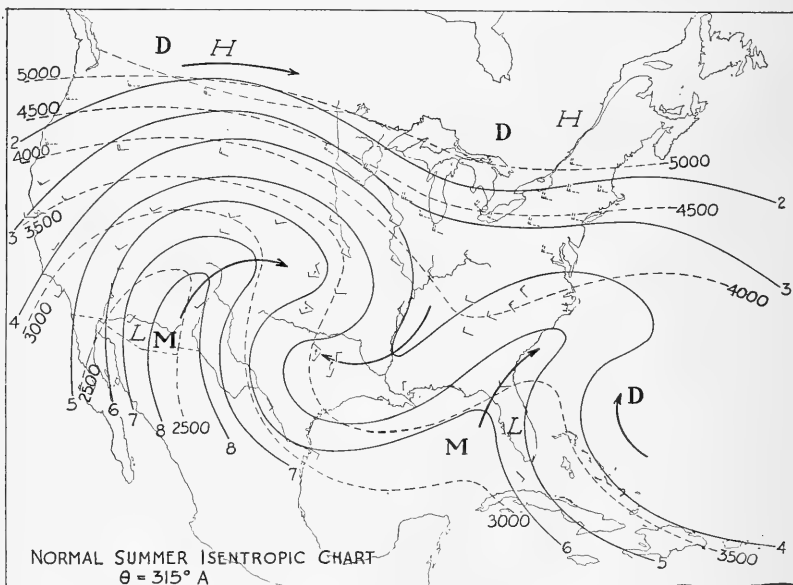 D H
5000
4500
2
4000
D H
5000
2
4500
3
3500
3
4000
4
3000
L M
2500
D
5 6 7 8 2500 8 7
M L
3000
6 5 3500 4
NORMAL SUMMER ISENTROPIC CHART
θ = 315° A